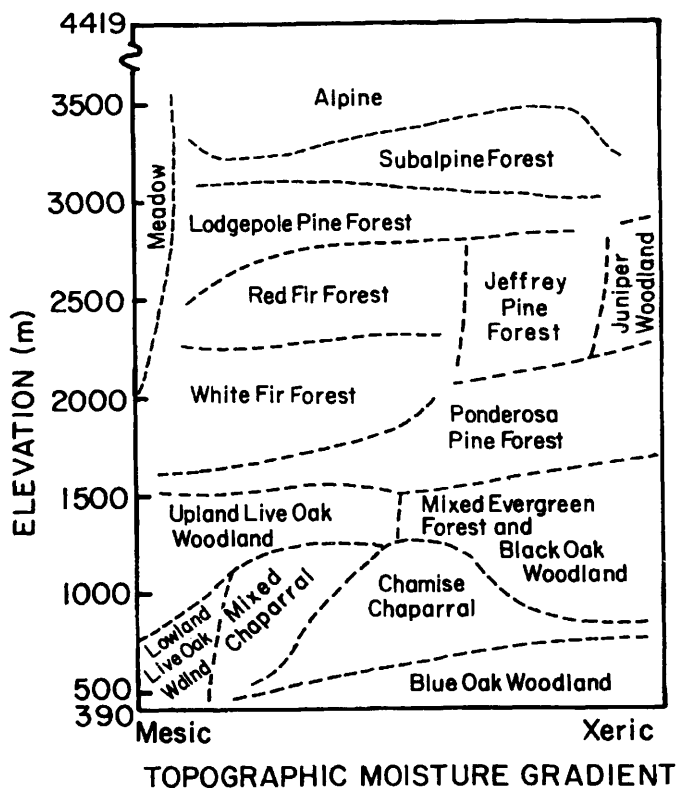 4419
3500
3000
2500
2000
1500
1000
500
390
ELEVATION (m)
Alpine
Subalpine Forest
Meadow
Lodgepole Pine Forest
Red Fir Forest
Jeffrey
Pine
Forest
Juniper
Woodland
White Fir Forest
Ponderosa
Pine Forest
Upland Live Oak
Woodland
Mixed Evergreen
Forest and
Black Oak
Woodland
Lowland
Live Oak
Wdlnd
Mixed
Chaparral
Chamise
Chaparral
Blue Oak Woodland
Mesic
Xeric
TOPOGRAPHIC MOISTURE GRADIENT